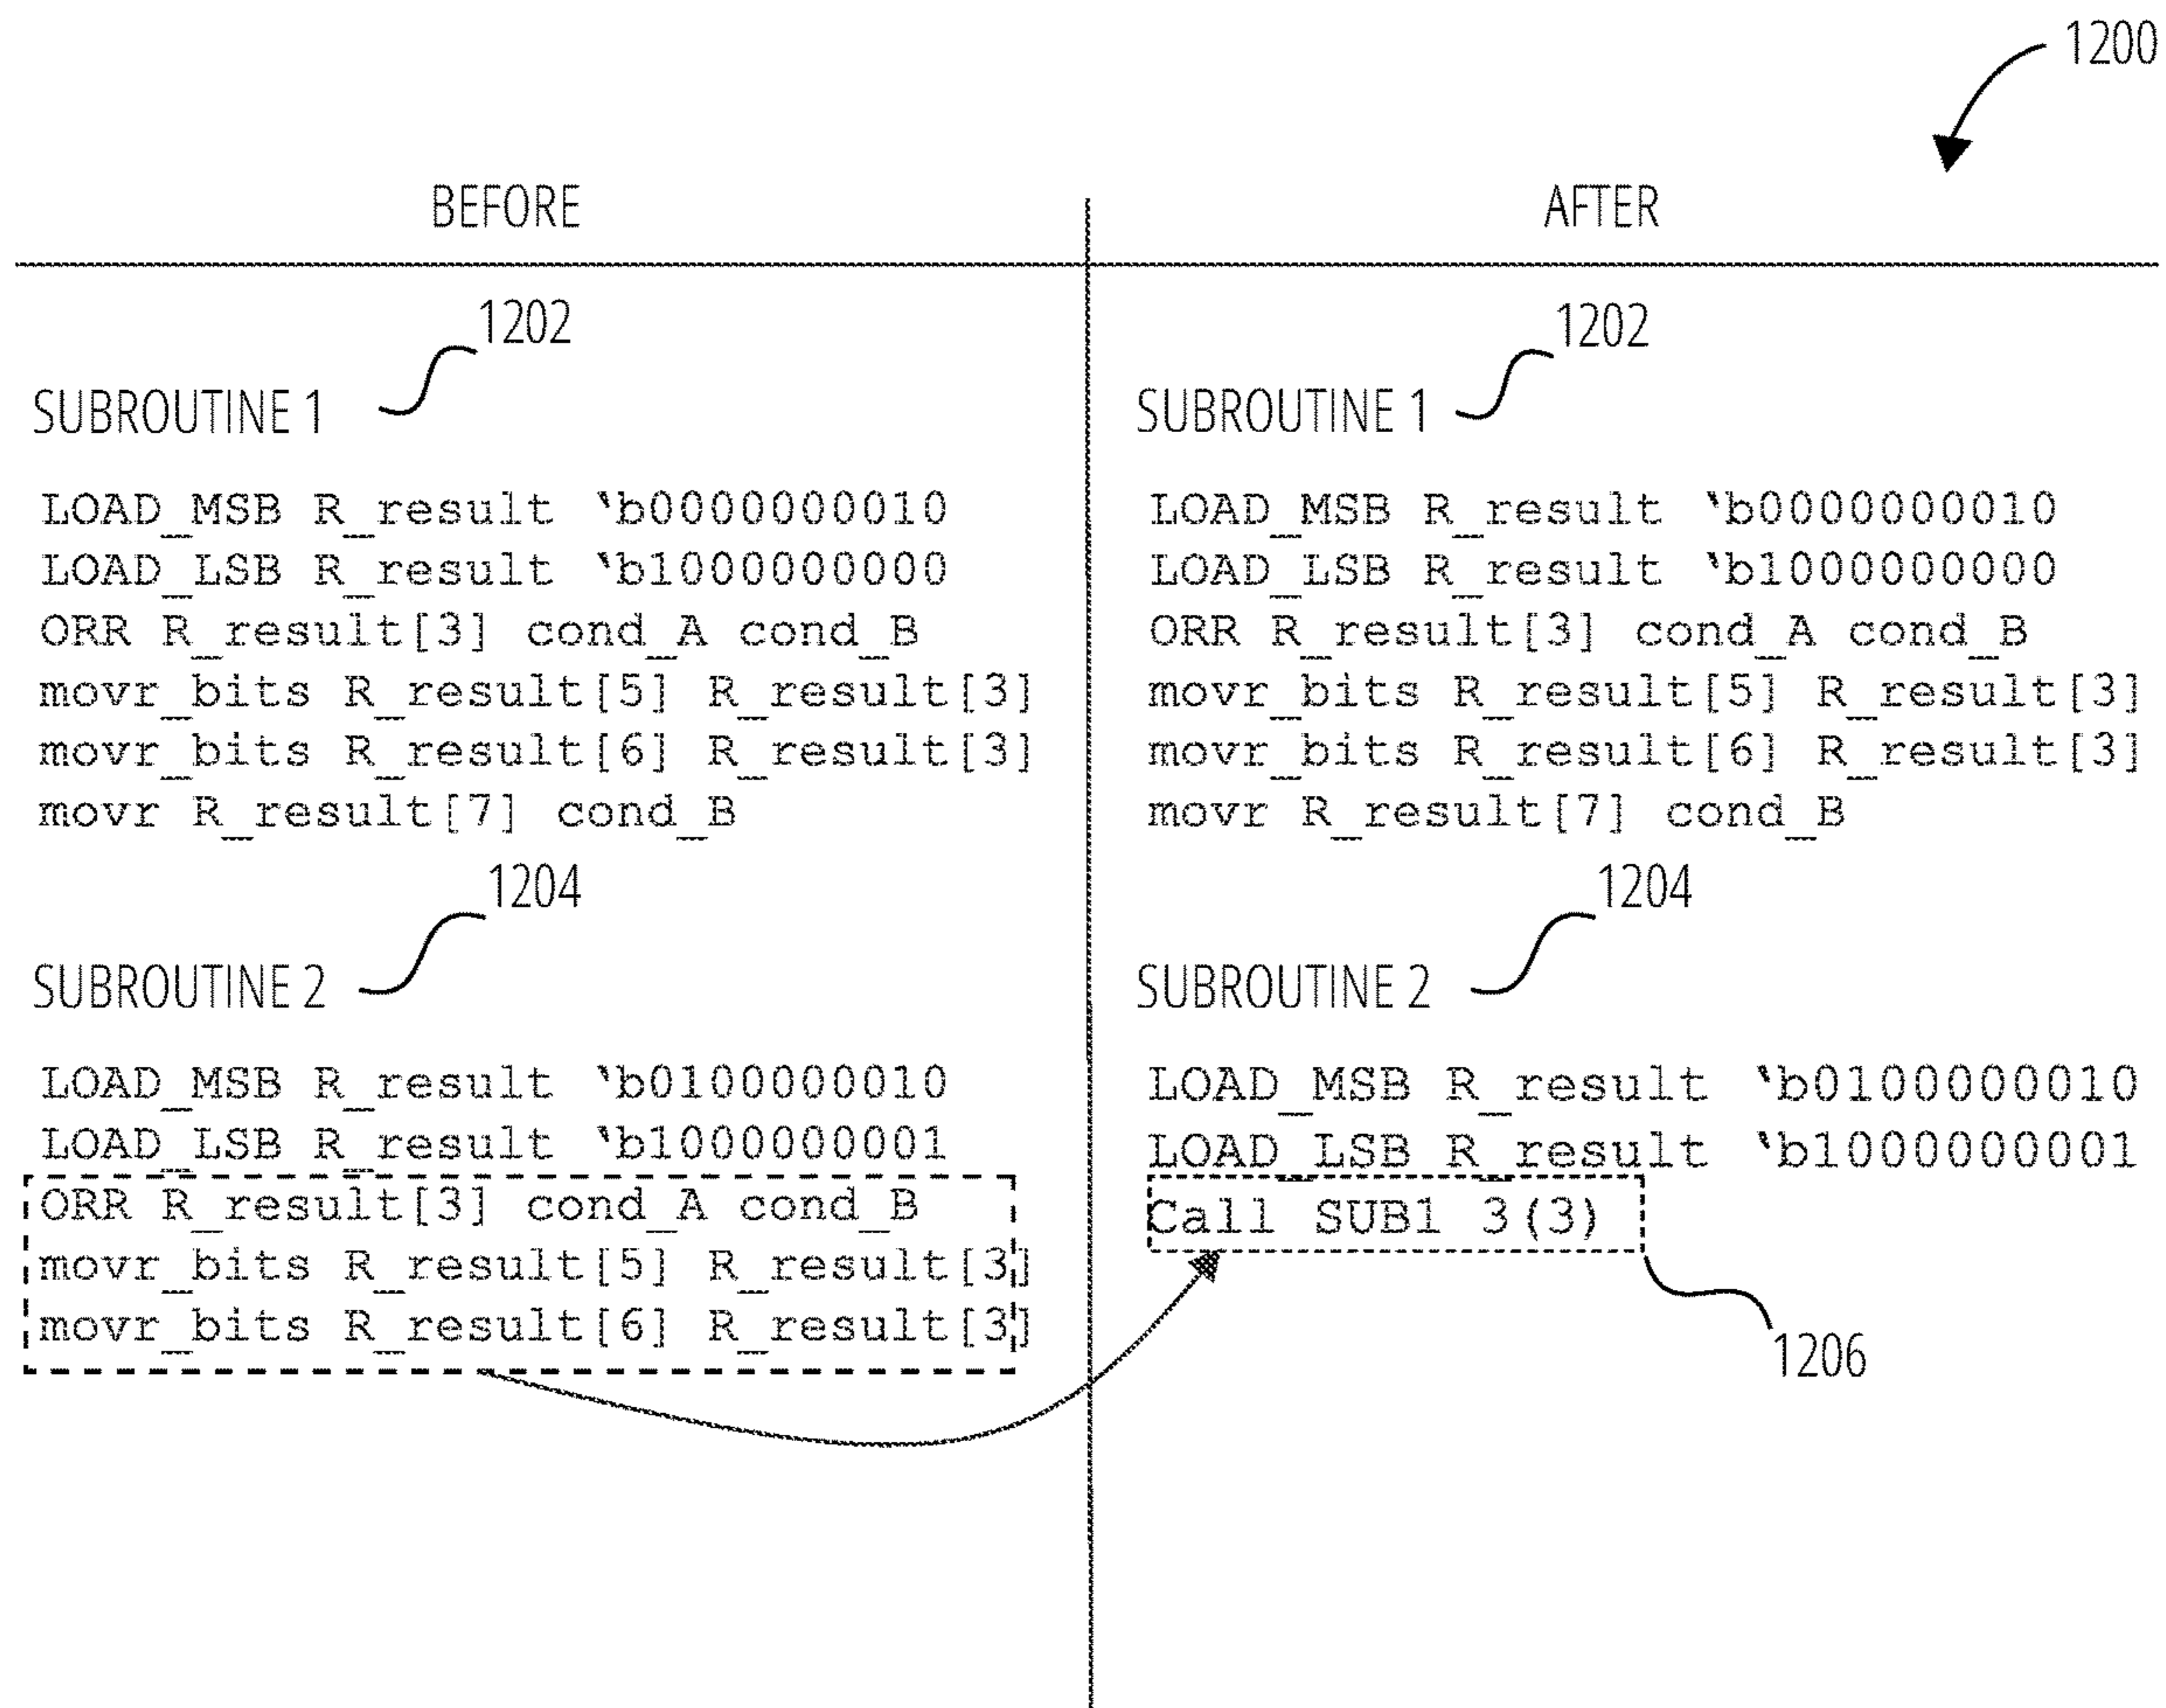 1200
BEFORE
AFTER
1202
SUBROUTINE 1
LOAD_MSB R_result ‛b0000000010
LOAD_LSB R_result ‛b1000000000
ORR R_result[3] cond_A cond_B
movr_bits R_result[5] R_result[3]
movr_bits R_result[6] R_result[3]
movr R_result[7] cond_B
1204
SUBROUTINE 2
LOAD_MSB R_result ‛b0100000010
LOAD_LSB R_result ‛b1000000001
ORR R_result[3] cond_A cond_B
movr_bits R_result[5] R_result[3]
movr_bits R_result[6] R_result[3]
1202
SUBROUTINE 1
LOAD_MSB R_result ‛b0000000010
LOAD_LSB R_result ‛b1000000000
ORR R_result[3] cond_A cond_B
movr_bits R_result[5] R_result[3]
movr_bits R_result[6] R_result[3]
movr R_result[7] cond_B
1204
SUBROUTINE 2
LOAD_MSB R_result ‛b0100000010
LOAD_LSB R_result ‛b1000000001
Call SUB1 3(3)
1206